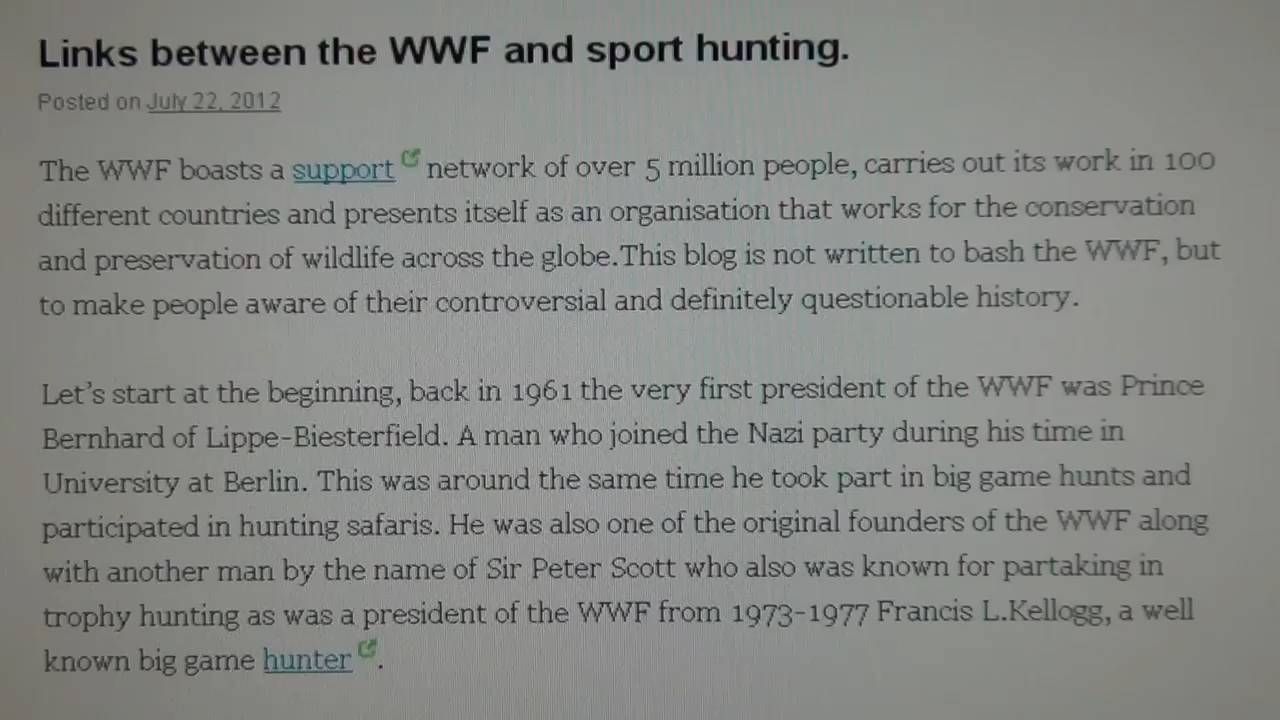 Links between the WWF and sport hunting.
Posted on July 22, 2012
The WWF boasts a support network of over 5 million people, carries out its work in 100
different countries and presents itself as an organisation that works for the conservation
and preservation of wildlife across the globe.This blog is not written to bash the WWF, but
to make people aware of their controversial and definitely questionable history.
Let's start at the beginning, back in 1961 the very first president of the WWF was Prince
Bernhard of Lippe-Biesterfield. A man who joined the Nazi party during his time in
University at Berlin. This was around the same time he took part in big game hunts and
participated in hunting safaris. He was also one of the original founders of the WWF along
with another man by the name of Sir Peter Scott who also was known for partaking in
trophy hunting as was a president of the WWF from 1973-1977 Francis L.Kellogg, a well
known big game hunter.